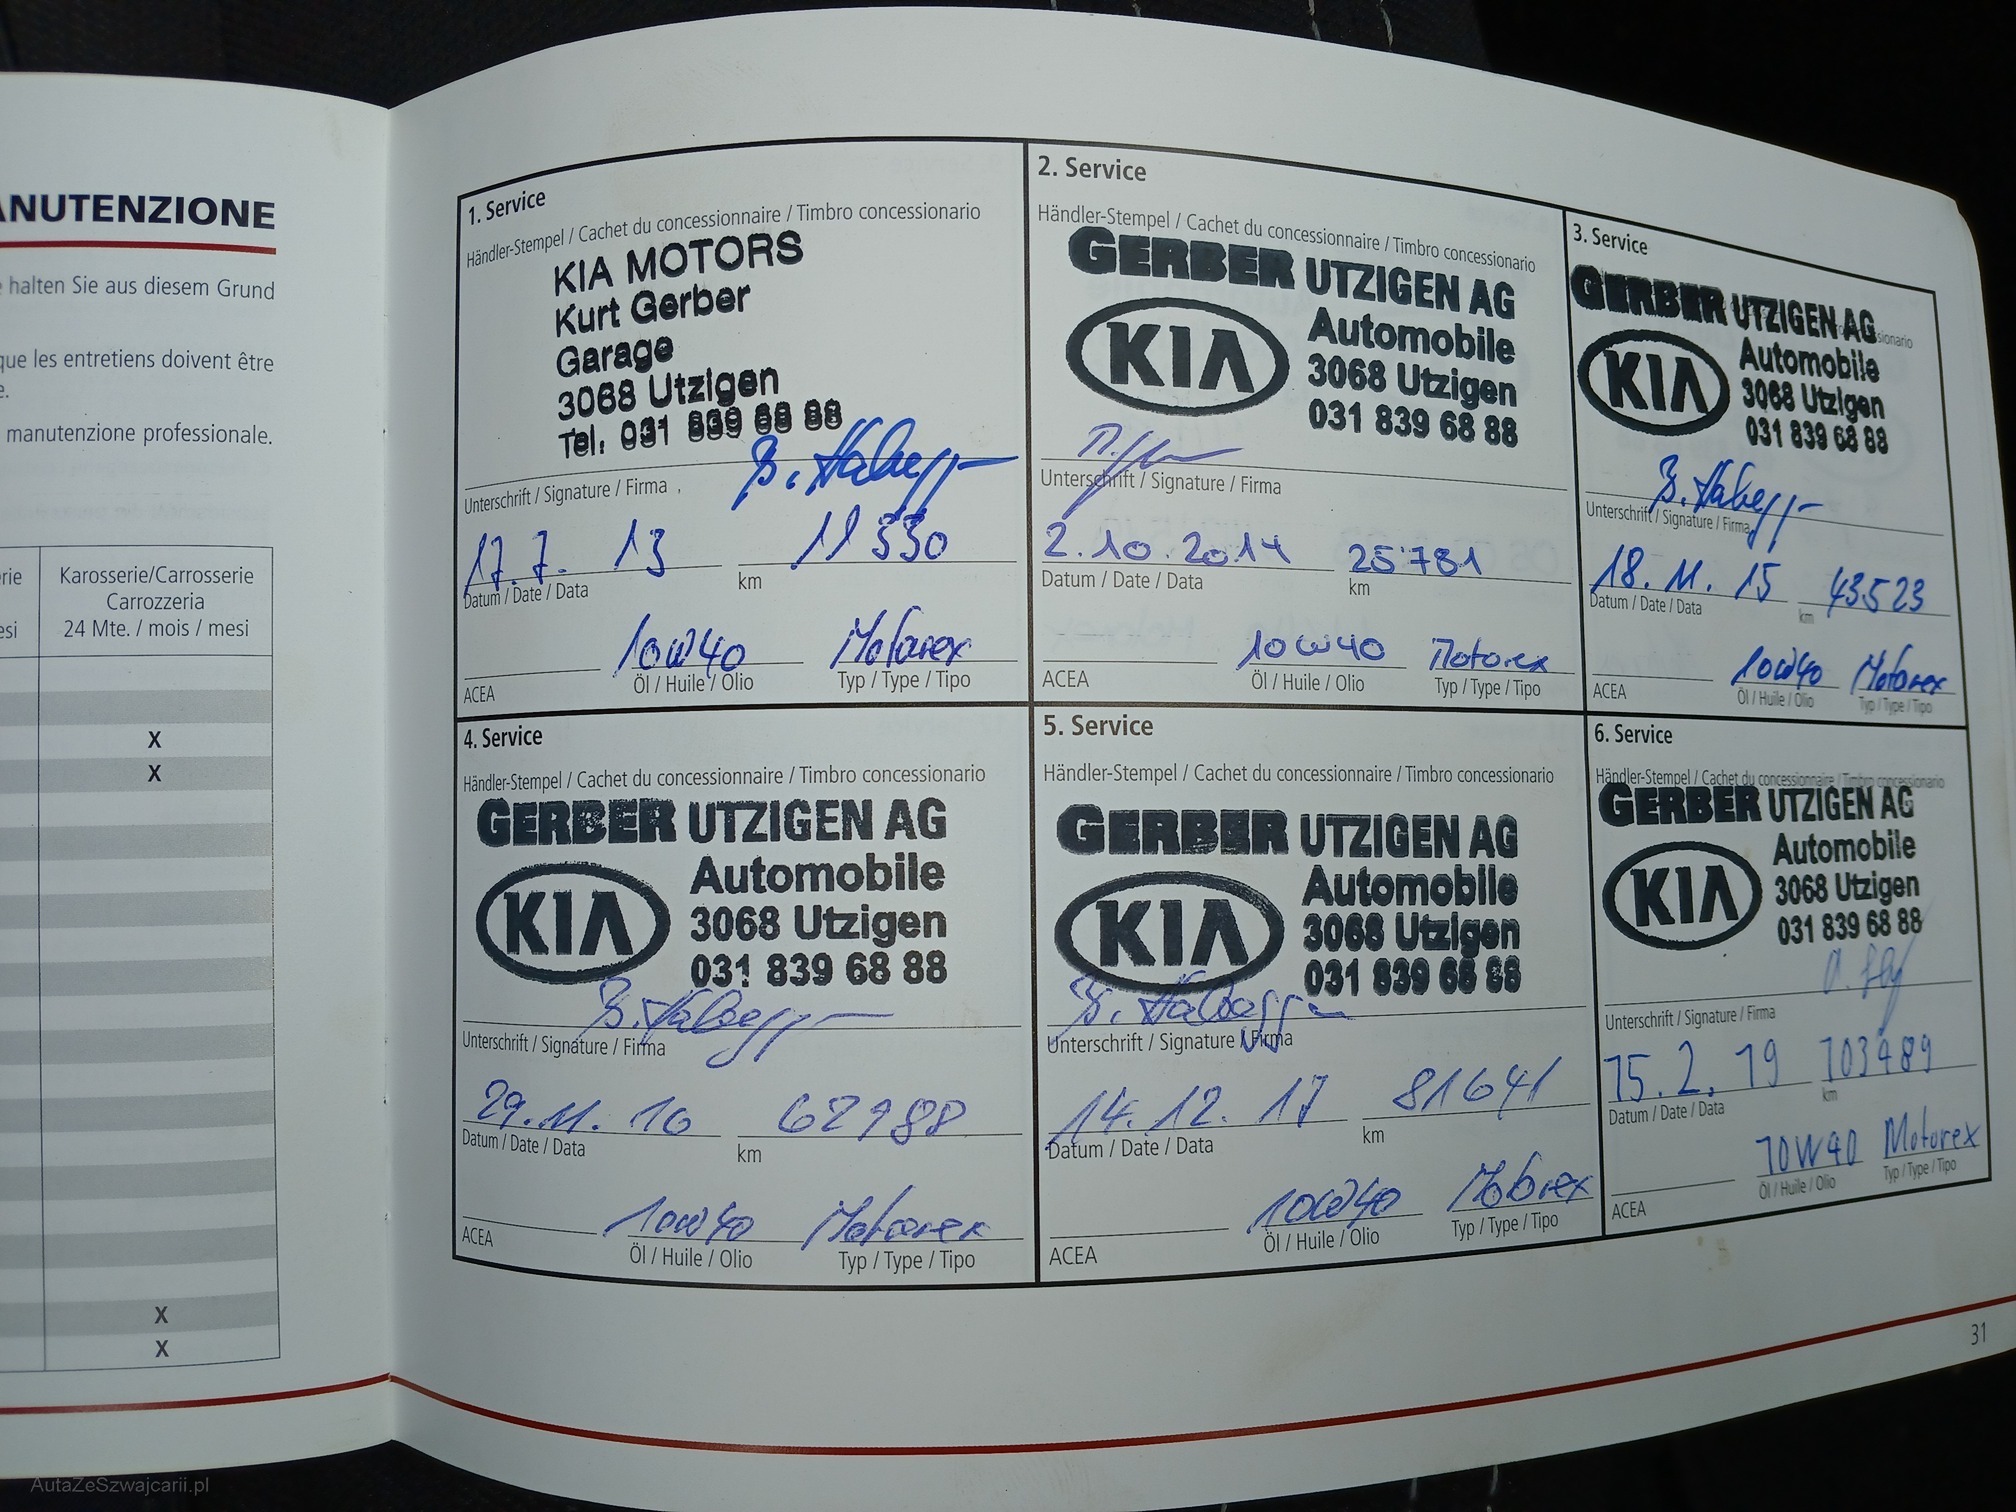 ANUTENZIONE
halten Sie aus diesem Grund
que les entretiens doivent être
e.
manutenzione professionale.
rie
esi
Karosserie/Carrosserie
Carrozzeria
24 Mte. / mois / mesi
X
X
X
X
1. Service
Händler-Stempel / Cachet du concessionnaire / Timbro concessionario
KIA MOTORS
Kurt Gerber
Garage
3068 Utzigen
Tel. 031 839 68 88
Unterschrift / Signature / Firma
17.7. 13 11 330
Datum / Date / Data km
10W40 Motorex
ACEA Öl / Huile / Olio Typ / Type / Tipo
2. Service
Händler-Stempel / Cachet du concessionnaire / Timbro concessionario
GERBER UTZIGEN AG
KIA
Automobile
3068 Utzigen
031 839 68 88
Unterschrift / Signature / Firma
2.10.2014 25'781
Datum / Date / Data km
10W40 Motorex
ACEA Öl / Huile / Olio Typ / Type / Tipo
3. Service
GERBER UTZIGEN AG
sionario
KIA
Automobile
3068 Utzigen
031 839 68 88
B. Habegger
Unterschrift / Signature / Firma
18. 11. 15 43523
Datum / Date / Data km
10W40 Motorex
ACEA Öl / Huile / Olio Typ / Type / Tipo
4. Service
Händler-Stempel / Cachet du concessionnaire / Timbro concessionario
GERBER UTZIGEN AG
KIA
Automobile
3068 Utzigen
031 839 68 88
B. Habegger
Unterschrift / Signature / Firma
29.11. 16 62988
Datum / Date / Data km
10W40 Motorex
ACEA Öl / Huile / Olio Typ / Type / Tipo
5. Service
Händler-Stempel / Cachet du concessionnaire / Timbro concessionario
GERBER UTZIGEN AG
KIA
Automobile
3068 Utzigen
031 839 68 88
B. Habegger
Unterschrift / Signature / Firma
14. 12. 17 81641
Datum / Date / Data km
10W40 Motorex
ACEA Öl / Huile / Olio Typ / Type / Tipo
6. Service
Händler-Stempel / Cachet du concessionnaire / Timbro concessionario
GERBER UTZIGEN AG
KIA
Automobile
3068 Utzigen
031 839 68 88
Unterschrift / Signature / Firma
15.2. 19 103489
Datum / Date / Data km
10W40 Motorex
ACEA Öl / Huile / Olio Typ / Type / Tipo
31
AutaZeSzwajcarii.pl